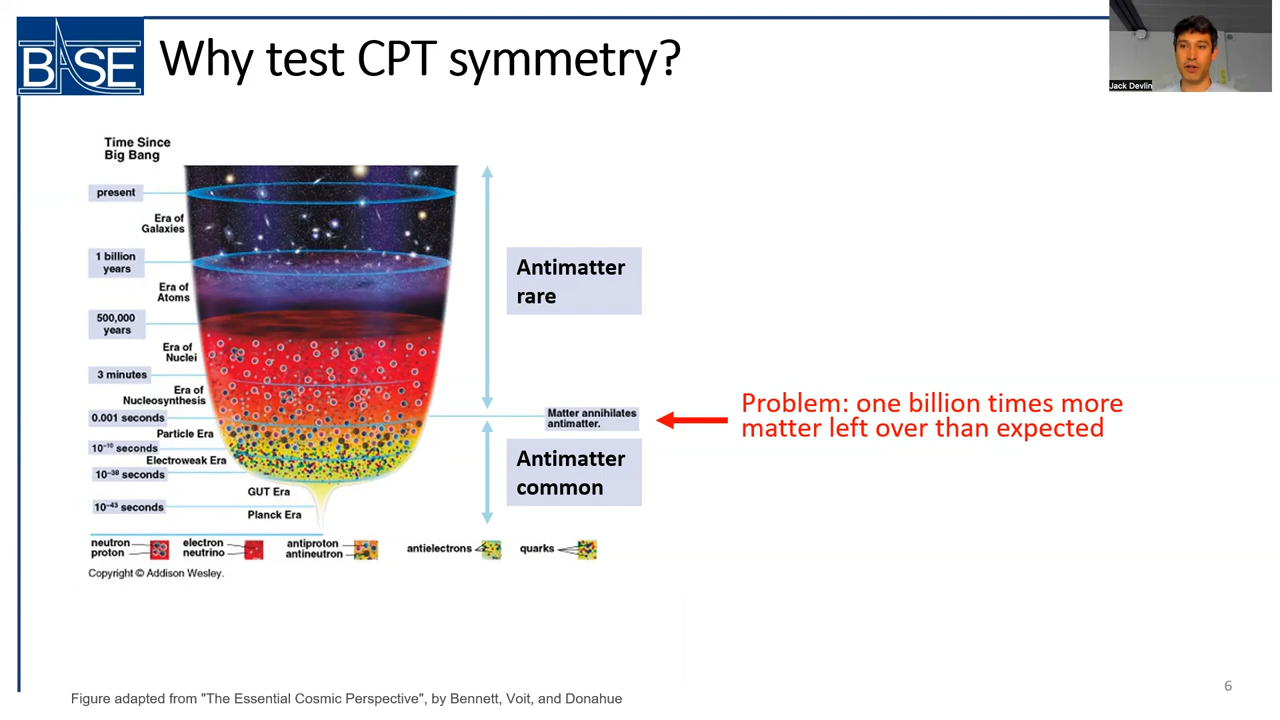 BASE
Why test CPT symmetry?
Jack Devlin
Time Since
Big Bang
present
Era of
Galaxies
1 billion
years
Era of
Atoms
500,000
years
Era of
Nuclei
3 minutes
Era of
Nucleosynthesis
0.001 seconds
Particle Era
10⁻¹⁰ seconds
Electroweak Era
10⁻³⁸ seconds
GUT Era
10⁻⁴³ seconds
Planck Era
Antimatter
rare
Matter annihilates
antimatter.
Antimatter
common
Problem: one billion times more
matter left over than expected
neutron
proton
electron
neutrino
antiproton
antineutron
antielectrons
quarks
Copyright © Addison Wesley.
Figure adapted from "The Essential Cosmic Perspective", by Bennett, Voit, and Donahue
6